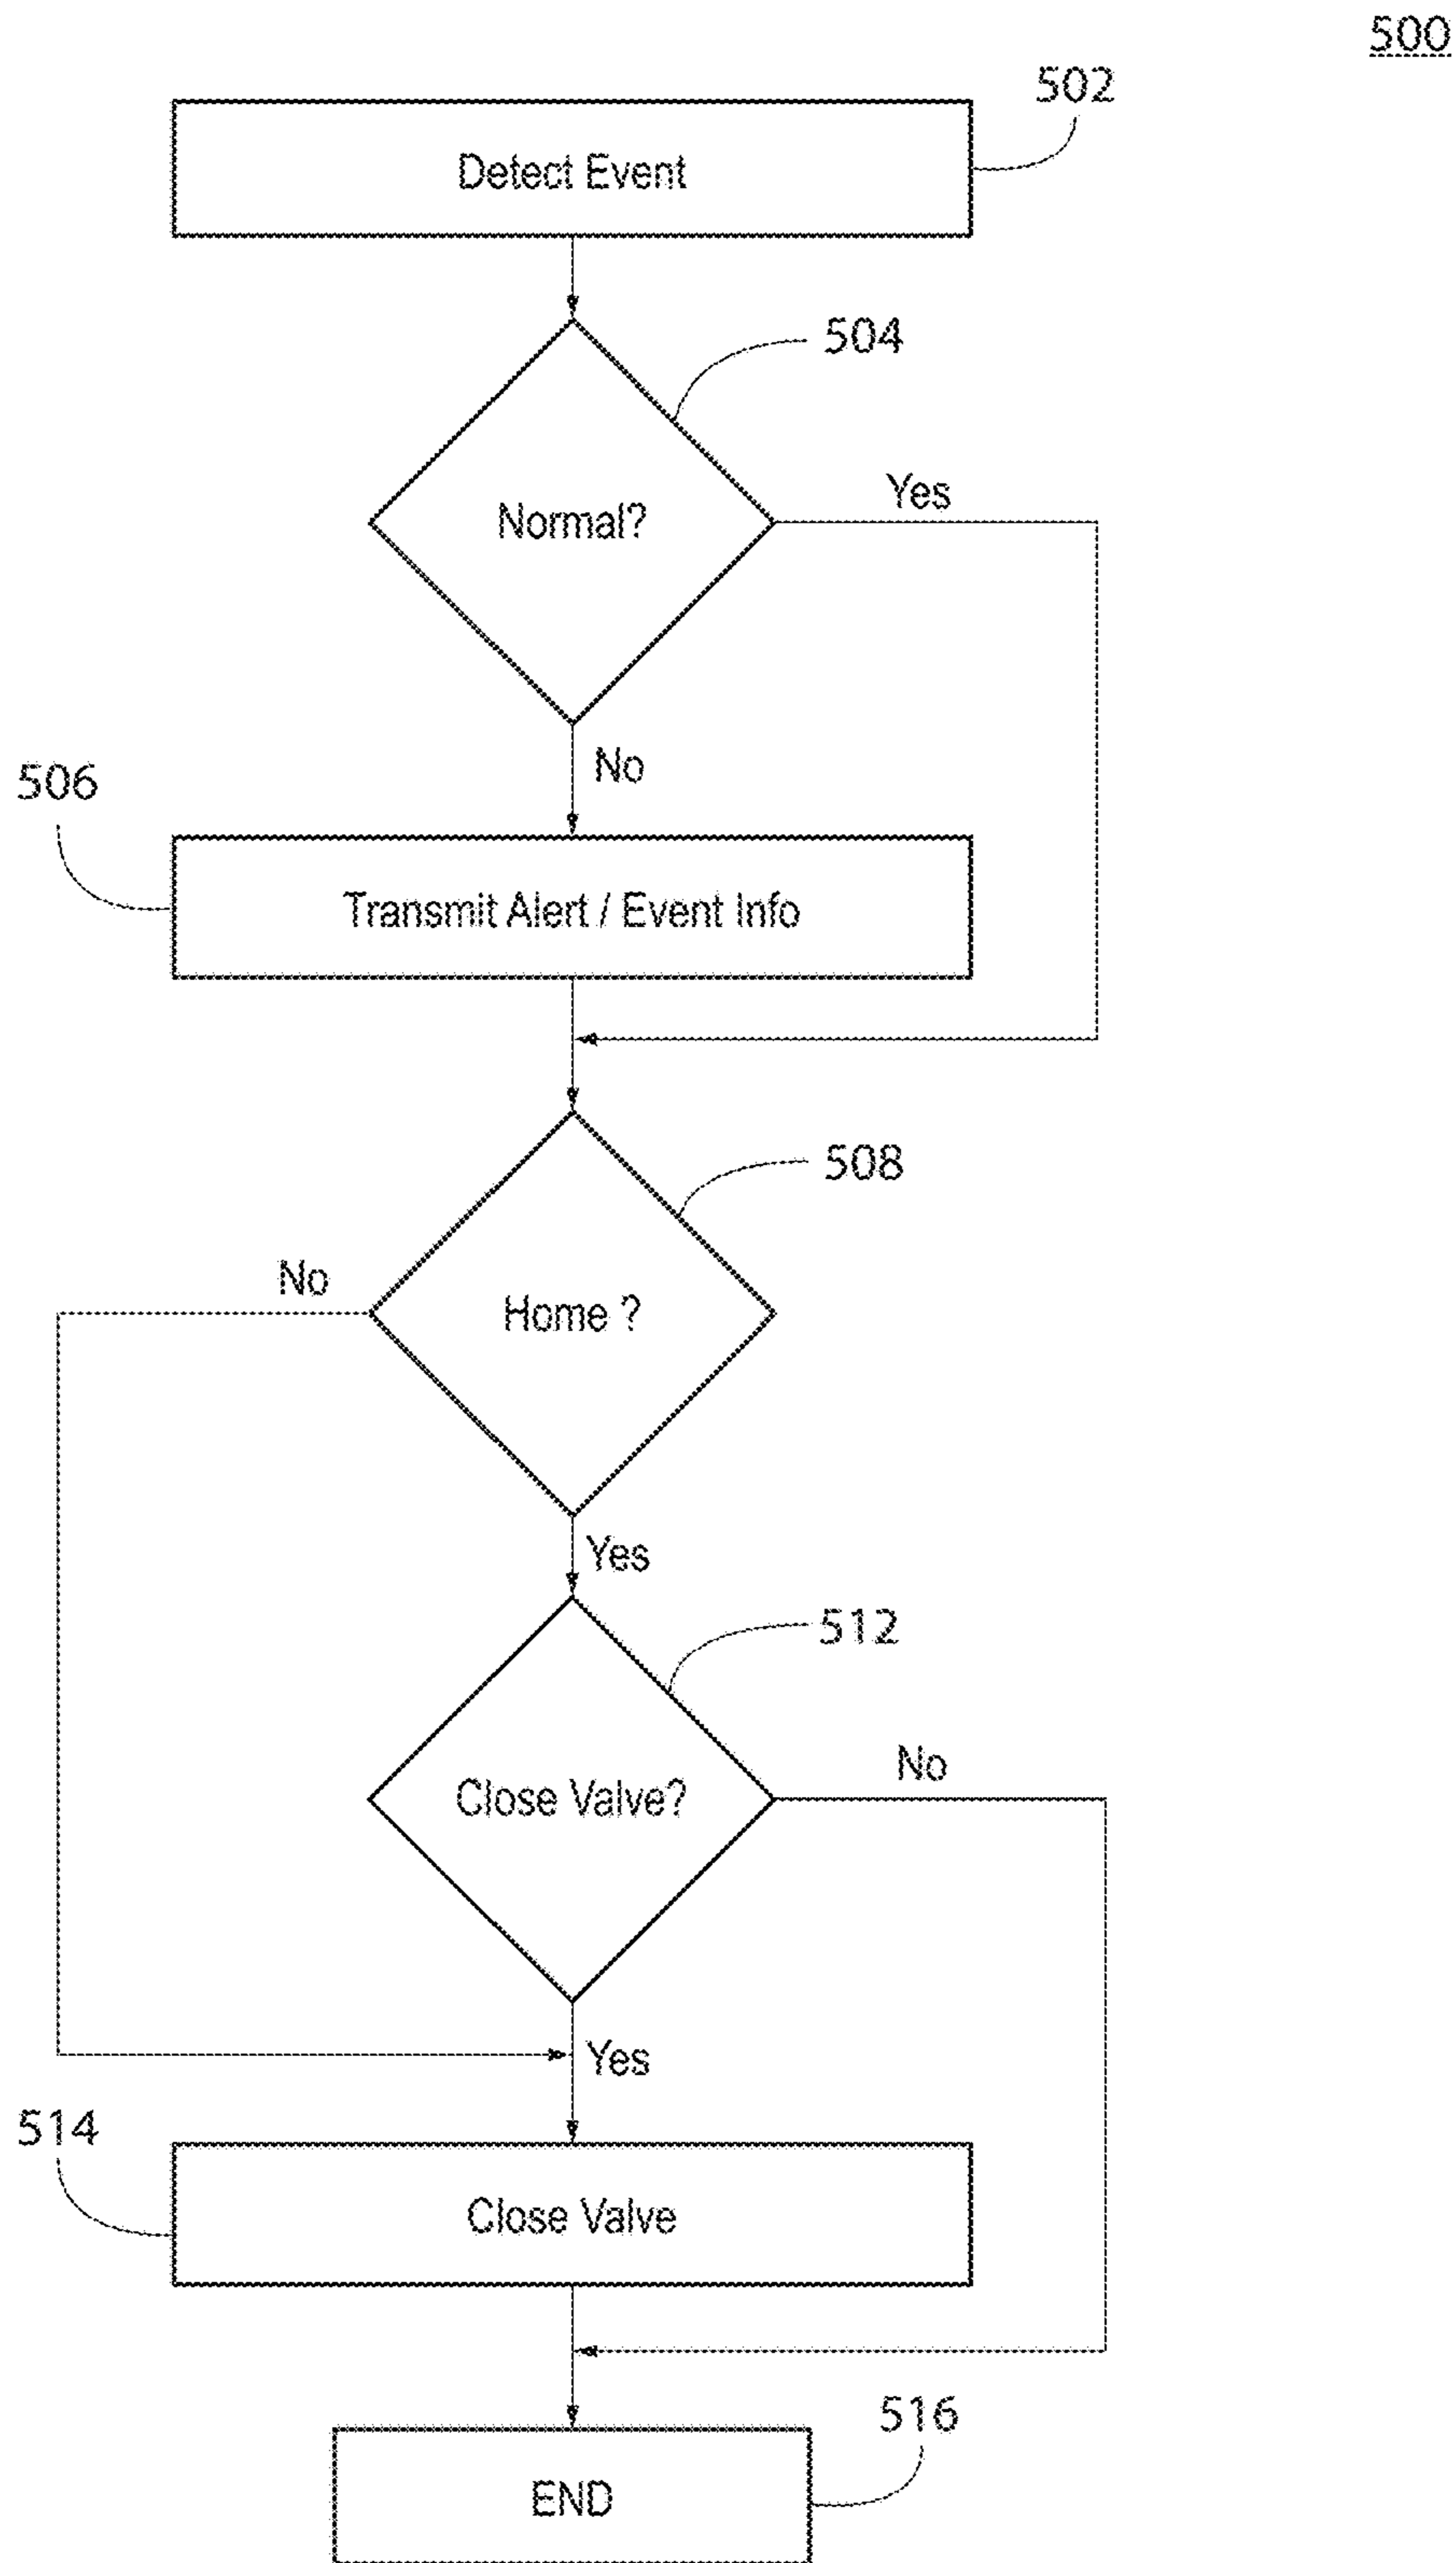 500
502
Detect Event
504
Normal?
Yes
No
506
Transmit Alert / Event Info
508
No
Home ?
Yes
512
Close Valve?
No
Yes
514
Close Valve
516
END